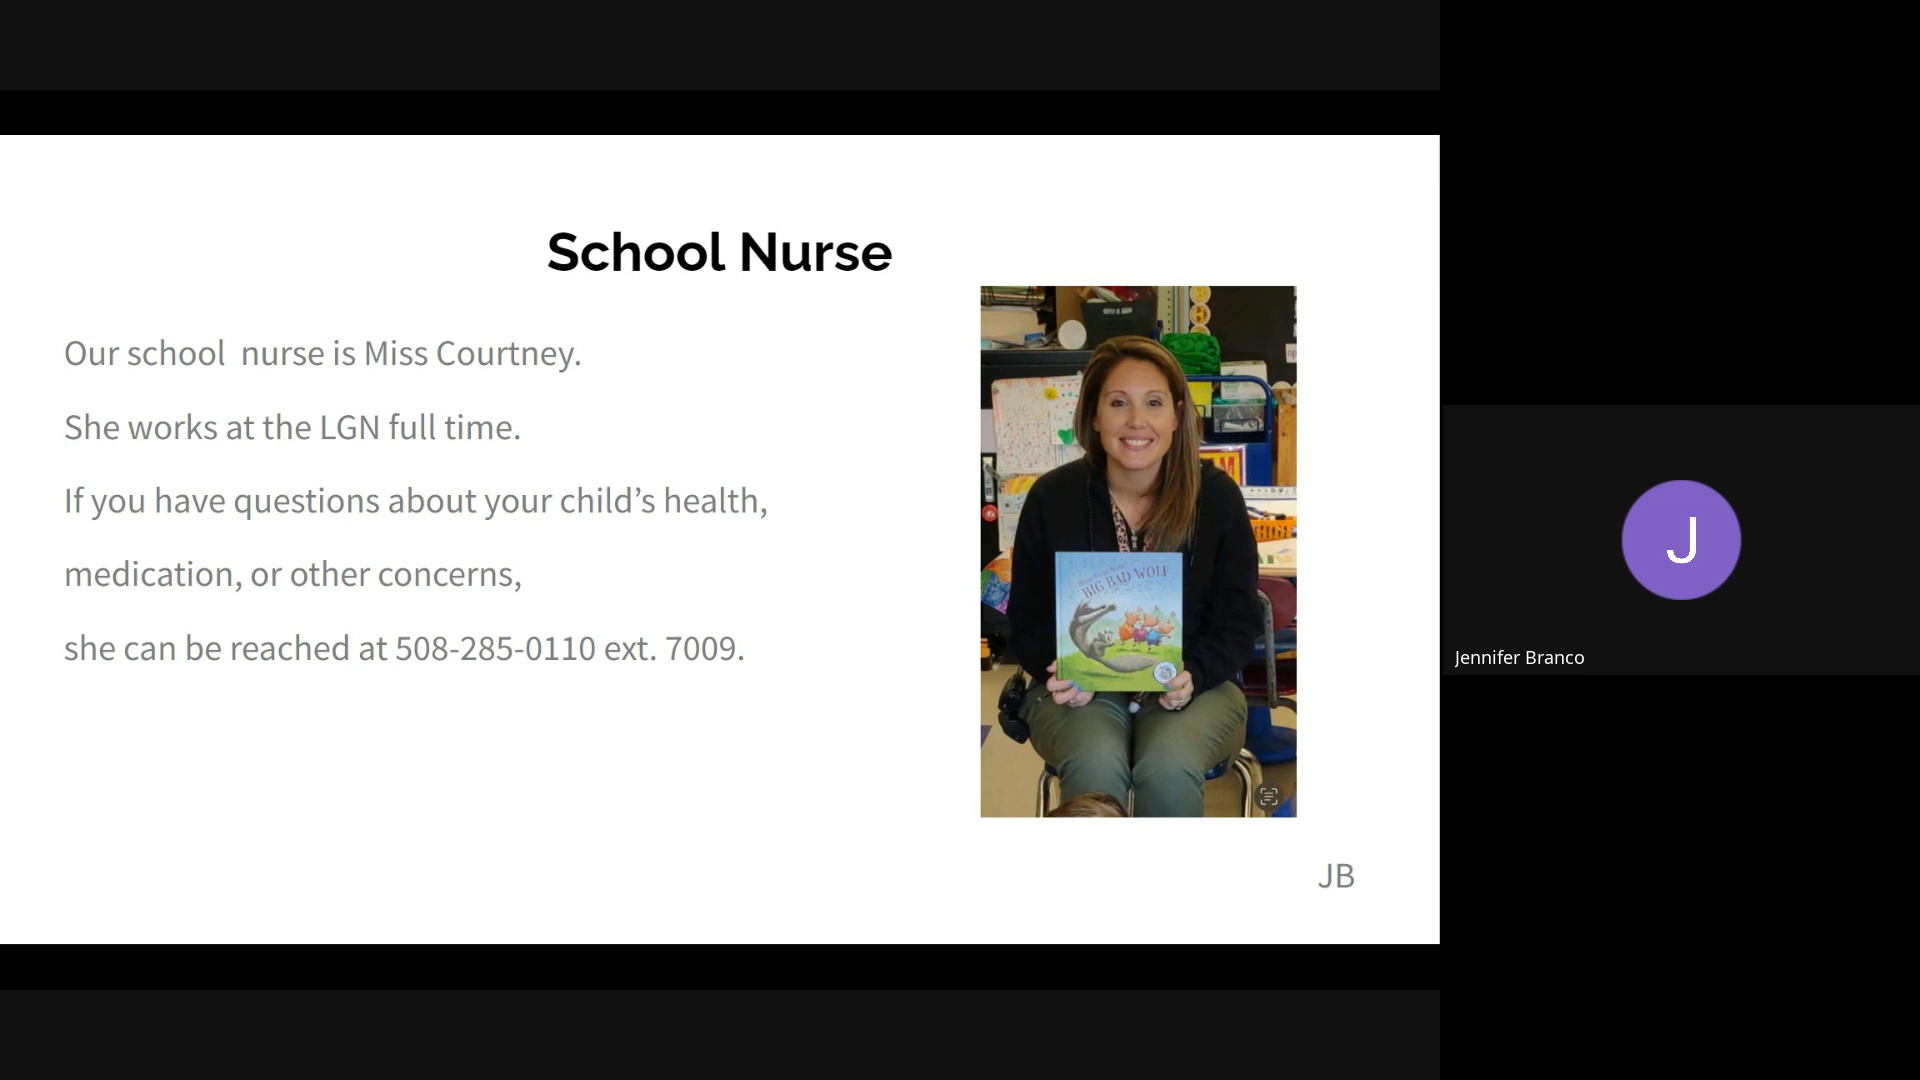 School Nurse
Our school  nurse is Miss Courtney.
She works at the LGN full time.
If you have questions about your child’s health,
medication, or other concerns,
she can be reached at 508-285-0110 ext. 7009.
BIG BAD WOLF
JB
J
Jennifer Branco